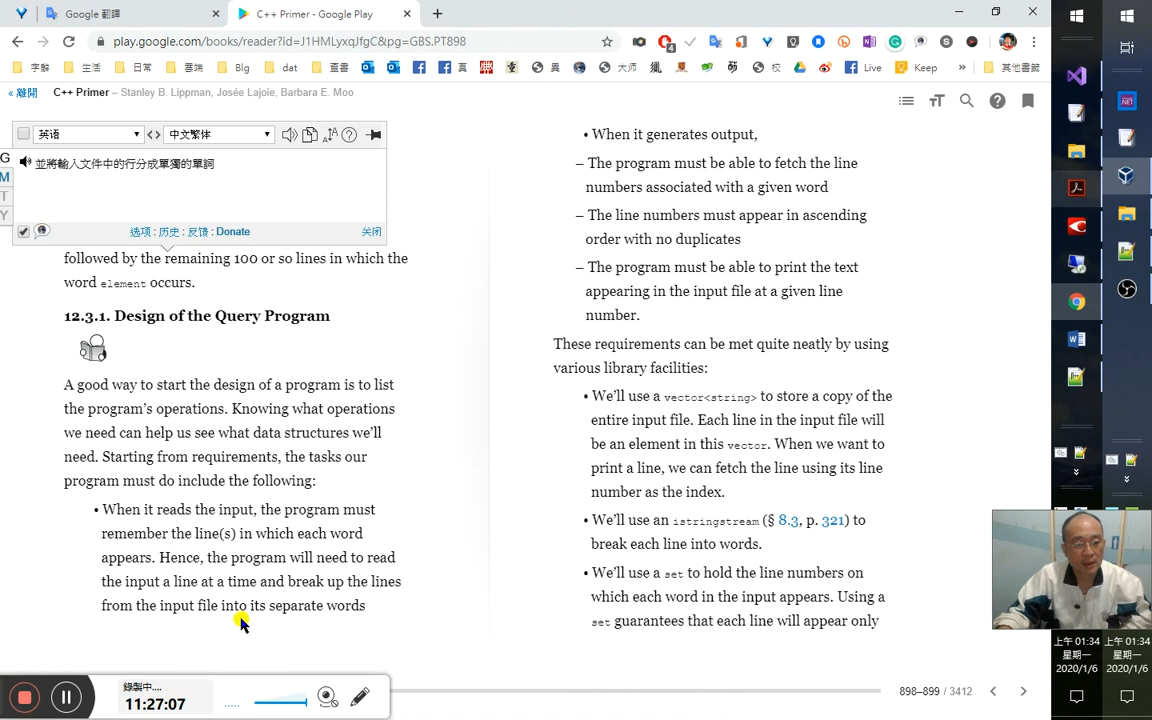 Google 翻譯
C++ Primer - Google Play
play.google.com/books/reader?id=J1HMLyxqJfgC&pg=GBS.PT898
字辭
生活
日常
雲端
Blg
dat
查書
真
異
大师
校
Live
Keep
其他書籤
« 離開
C++ Primer – Stanley B. Lippman, Josée Lajoie, Barbara E. Moo
英语
中文繁体
G
M
T
Y
並將輸入文件中的行分成單獨的單詞
选项 : 历史 : 反馈 : Donate
关闭
followed by the remaining 100 or so lines in which the
word element occurs.
12.3.1. Design of the Query Program
A good way to start the design of a program is to list
the program's operations. Knowing what operations
we need can help us see what data structures we'll
need. Starting from requirements, the tasks our
program must do include the following:
• When it reads the input, the program must
remember the line(s) in which each word
appears. Hence, the program will need to read
the input a line at a time and break up the lines
from the input file into its separate words
• When it generates output,
– The program must be able to fetch the line
numbers associated with a given word
– The line numbers must appear in ascending
order with no duplicates
– The program must be able to print the text
appearing in the input file at a given line
number.
These requirements can be met quite neatly by using
various library facilities:
• We'll use a vector<string> to store a copy of the
entire input file. Each line in the input file will
be an element in this vector. When we want to
print a line, we can fetch the line using its line
number as the index.
• We'll use an istringstream (§ 8.3, p. 321) to
break each line into words.
• We'll use a set to hold the line numbers on
which each word in the input appears. Using a
set guarantees that each line will appear only
898–899 / 3412
錄製中....
11:27:07
上午 01:34
星期一
2020/1/6
上午 01:34
星期一
2020/1/6